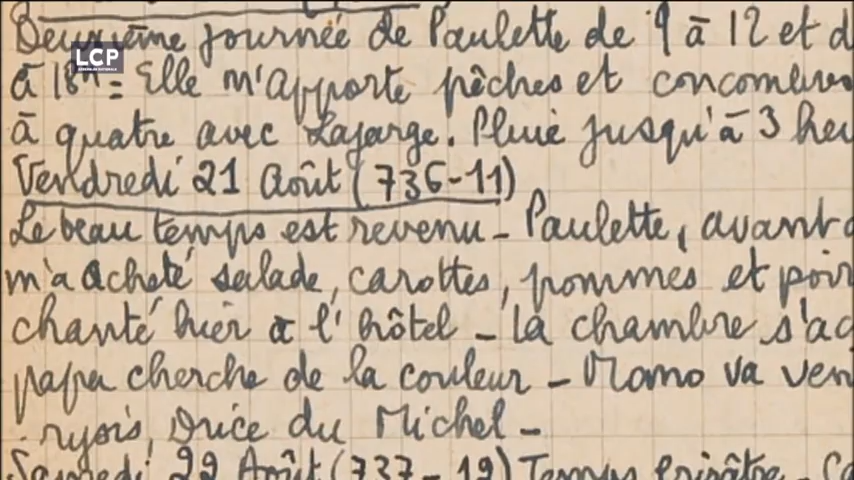 Deuxième journée de Paulette de 9 à 12 et d
LCP
à 18h = Elle m'apporte pêches et concombres
à quatre avec Lafarge. Pluie jusqu'à 3 heu
Vendredi 21 Août (736-11)
Le beau temps est revenu - Paulette, avant
m'a acheté salade, carottes, pommes et poir
chanté hier à l'hôtel - la chambre s'ac
papa cherche de la couleur - Momo va ven
du Michel -
Samedi 22 Août (737-12) Temps grisâtre -